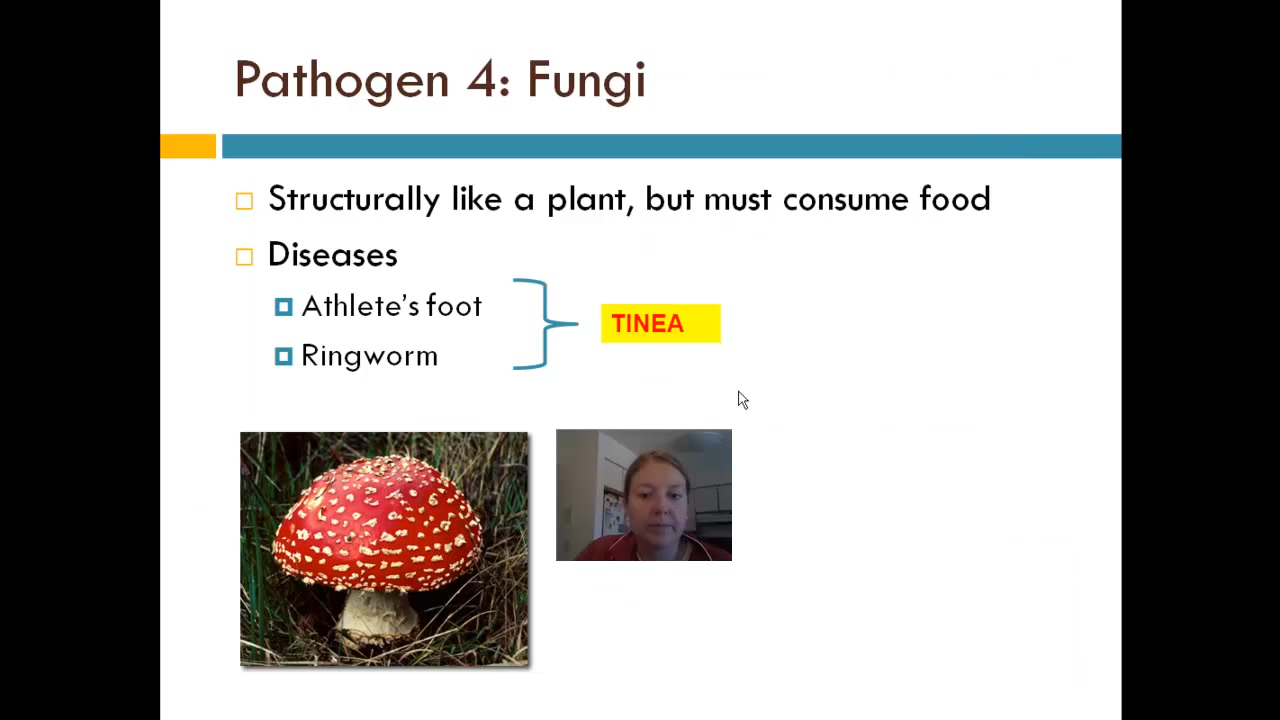 Pathogen 4: Fungi
Structurally like a plant, but must consume food
Diseases
Athlete’s foot
Ringworm
TINEA